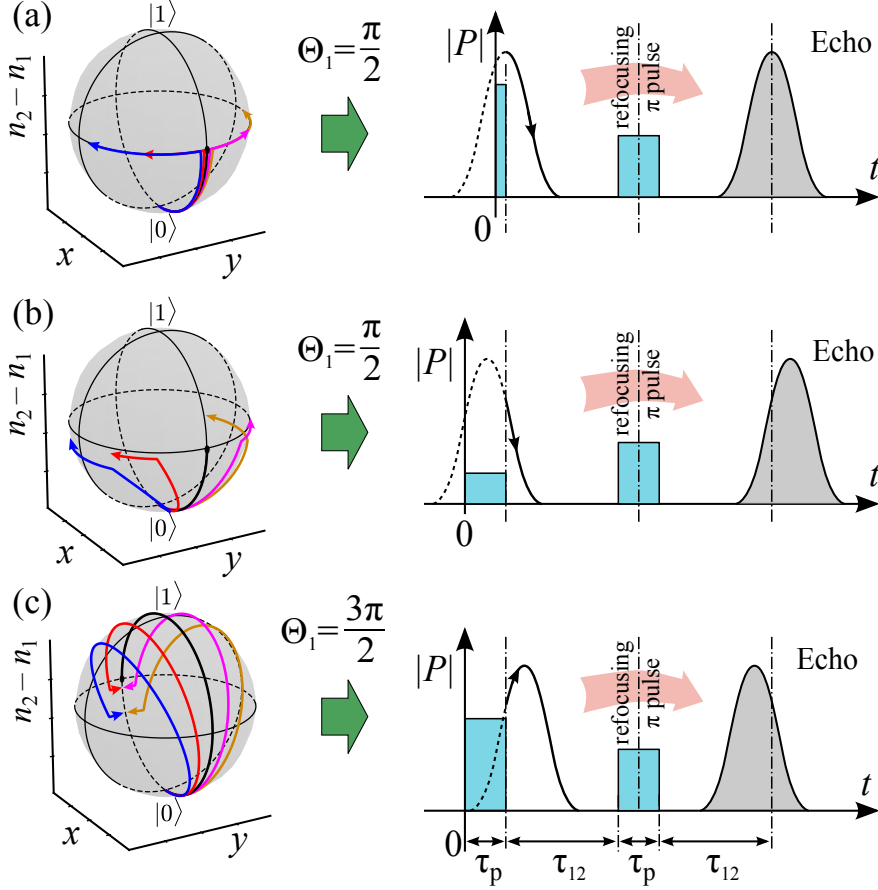 (a)
|1⟩
n₂ − n₁
|0⟩
x
y
Θ₁ = π/2
|P|
refocusing
π pulse
Echo
t
0
(b)
|1⟩
n₂ − n₁
|0⟩
x
y
Θ₁ = π/2
|P|
refocusing
π pulse
Echo
t
0
(c)
|1⟩
n₂ − n₁
|0⟩
x
y
Θ₁ = 3π/2
|P|
refocusing
π pulse
Echo
t
0
τp τ₁₂ τp τ₁₂